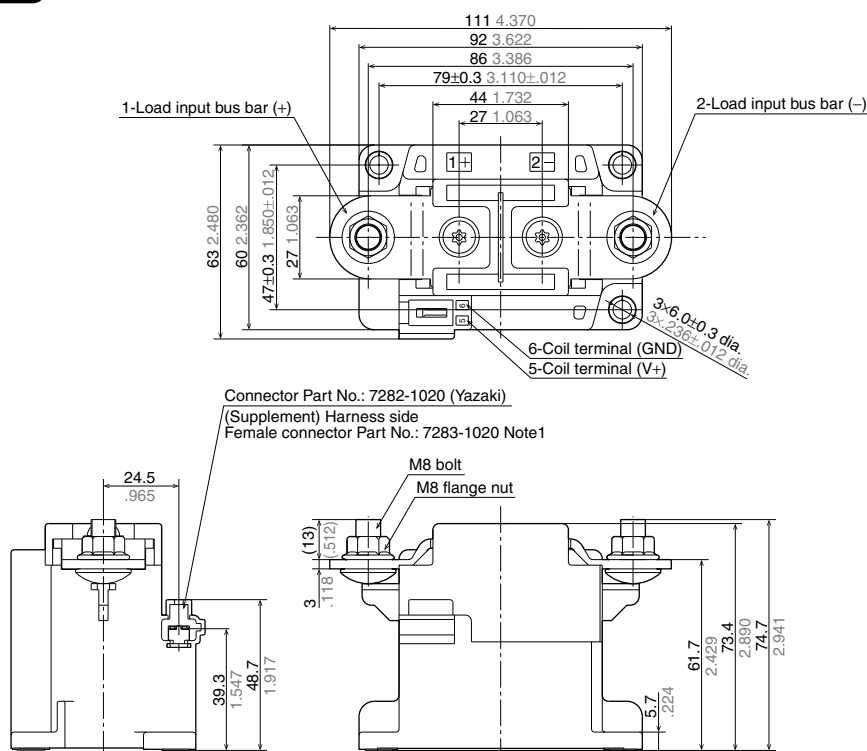 111 4.370
92 3.622
86 3.386
79±0.3 3.110±.012
44 1.732
27 1.063
1-Load input bus bar (+)
2-Load input bus bar (−)
1+
2−
63 2.480
60 2.362
47±0.3 1.850±.012
27 1.063
6
5
3×6.0±0.3 dia.
3×.236±.012 dia.
6-Coil terminal (GND)
5-Coil terminal (V+)
Connector Part No.: 7282-1020 (Yazaki)
(Supplement) Harness side
Female connector Part No.: 7283-1020 Note1
M8 bolt
M8 flange nut
24.5
.965
(13)
(.512)
3
.118
39.3
1.547
48.7
1.917
5.7
.224
61.7
2.429
73.4
2.890
74.7
2.941